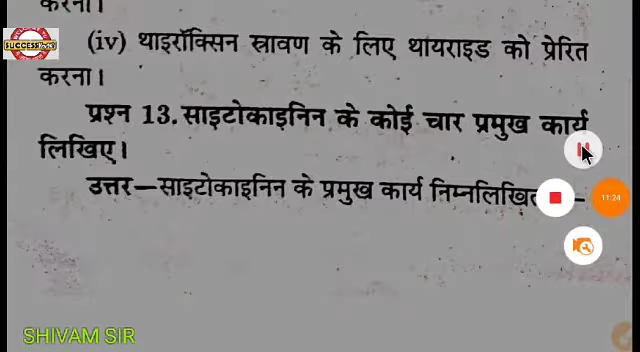 करना।
SUCCESS
(iv) थाइरॉक्सिन स्रावण के लिए थायराइड को प्रेरित
करना।
प्रश्न 13. साइटोकाइनिन के कोई चार प्रमुख कार्य
लिखिए।
उत्तर–साइटोकाइनिन के प्रमुख कार्य निम्नलिखित –
11:24
SHIVAM SIR